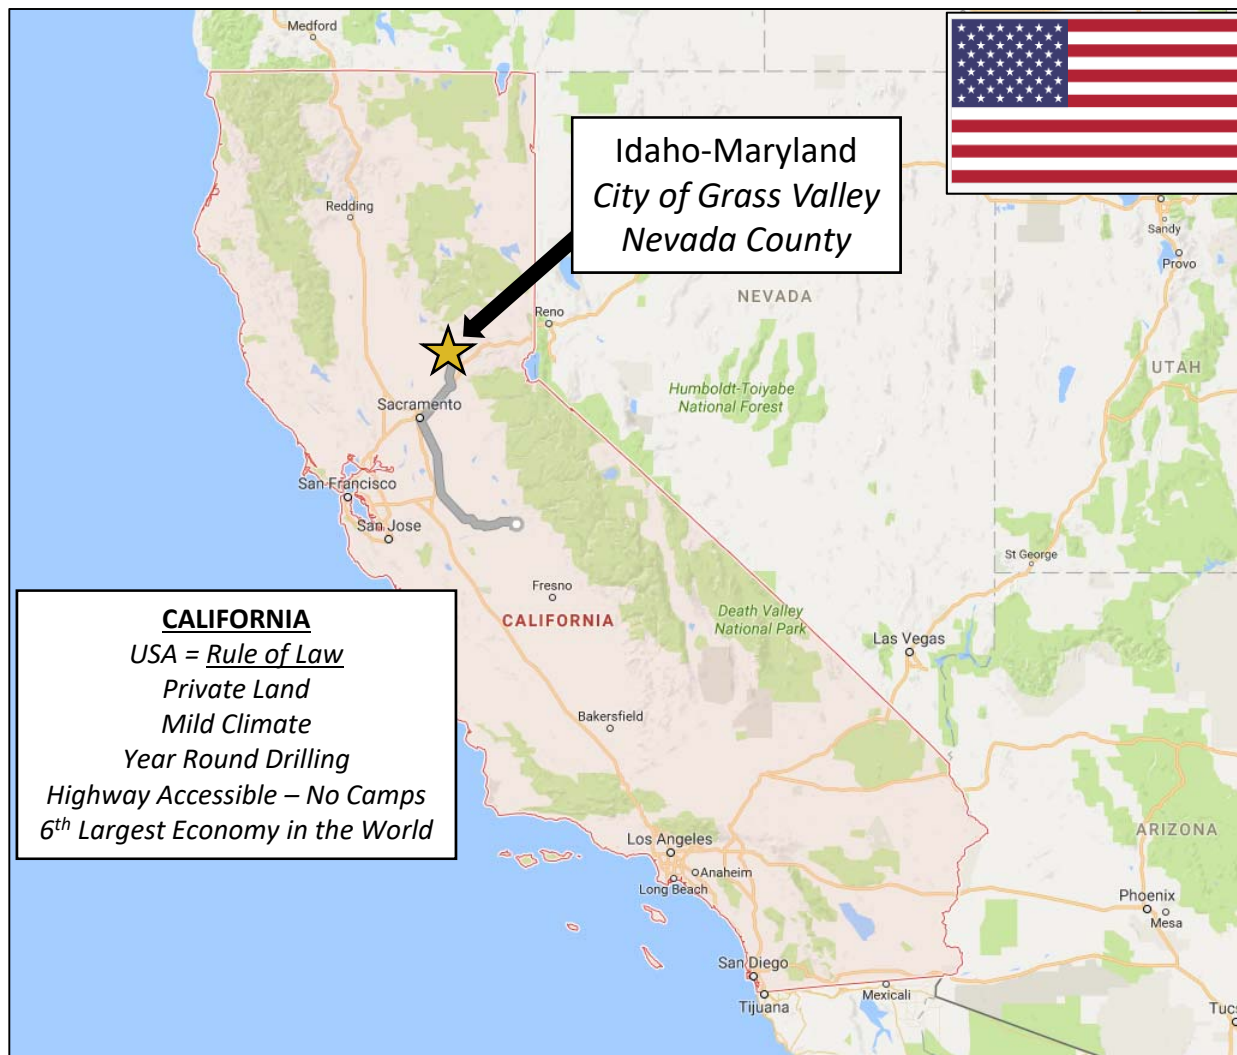 Medford
Idaho-Maryland
City of Grass Valley
Nevada County
Redding
Sandy
Provo
NEVADA
Reno
UTAH
Humboldt-Toiyabe
National Forest
Sacramento
San Francisco
San Jose
St George
Fresno
CALIFORNIA
Death Valley
National Park
Las Vegas
CALIFORNIA
USA = Rule of Law
Private Land
Mild Climate
Year Round Drilling
Highway Accessible – No Camps
6th Largest Economy in the World
Bakersfield
ARIZONA
Los Angeles
Anaheim
Long Beach
Phoenix
Mesa
San Diego
Tijuana
Mexicali
Tucs